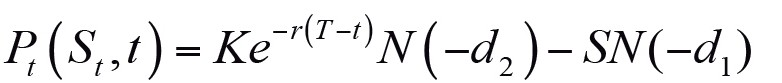 P_t(S_t, t) = Ke^{-r(T-t)}N(-d_2) - SN(-d_1)